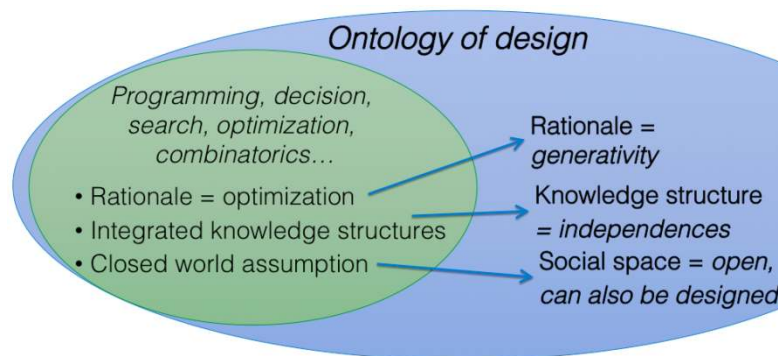 Ontology of design
Programming, decision,
search, optimization,
combinatorics...
• Rationale = optimization
• Integrated knowledge structures
• Closed world assumption
Rationale =
generativity
Knowledge structure
= independences
Social space = open,
can also be designed